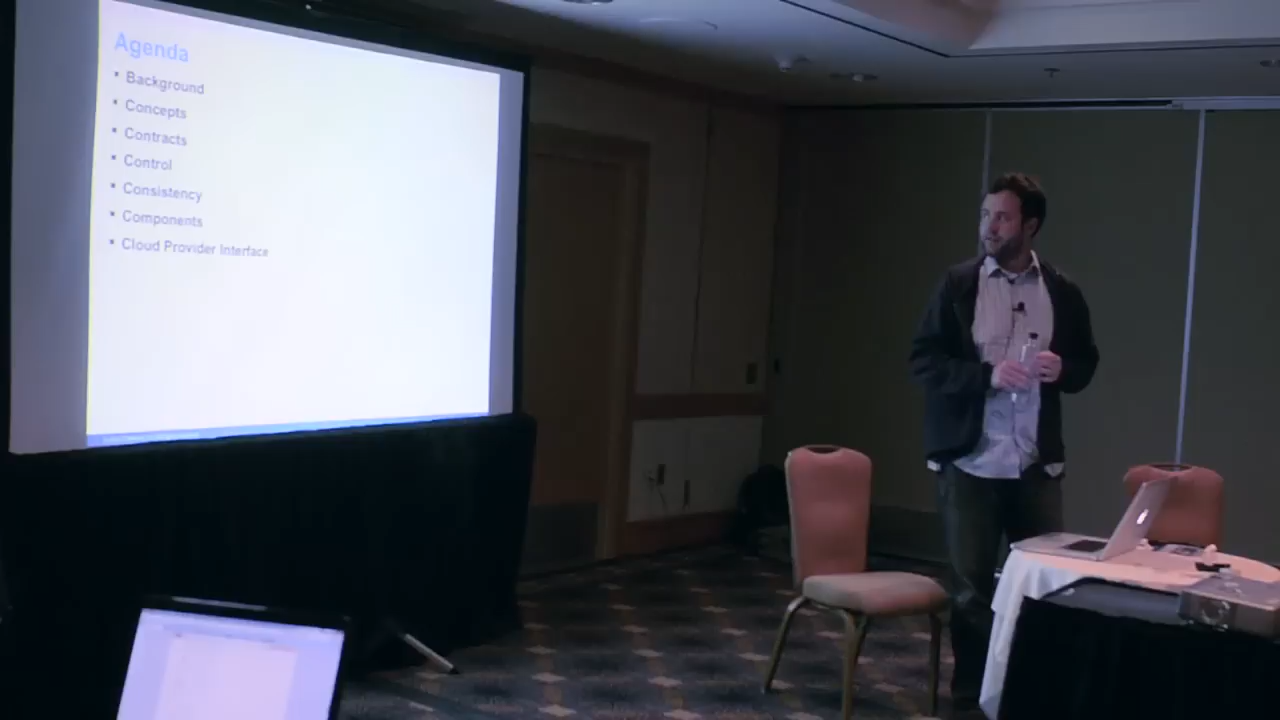 Agenda
▪ Background
▪ Concepts
▪ Contracts
▪ Control
▪ Consistency
▪ Components
▪ Cloud Provider Interface